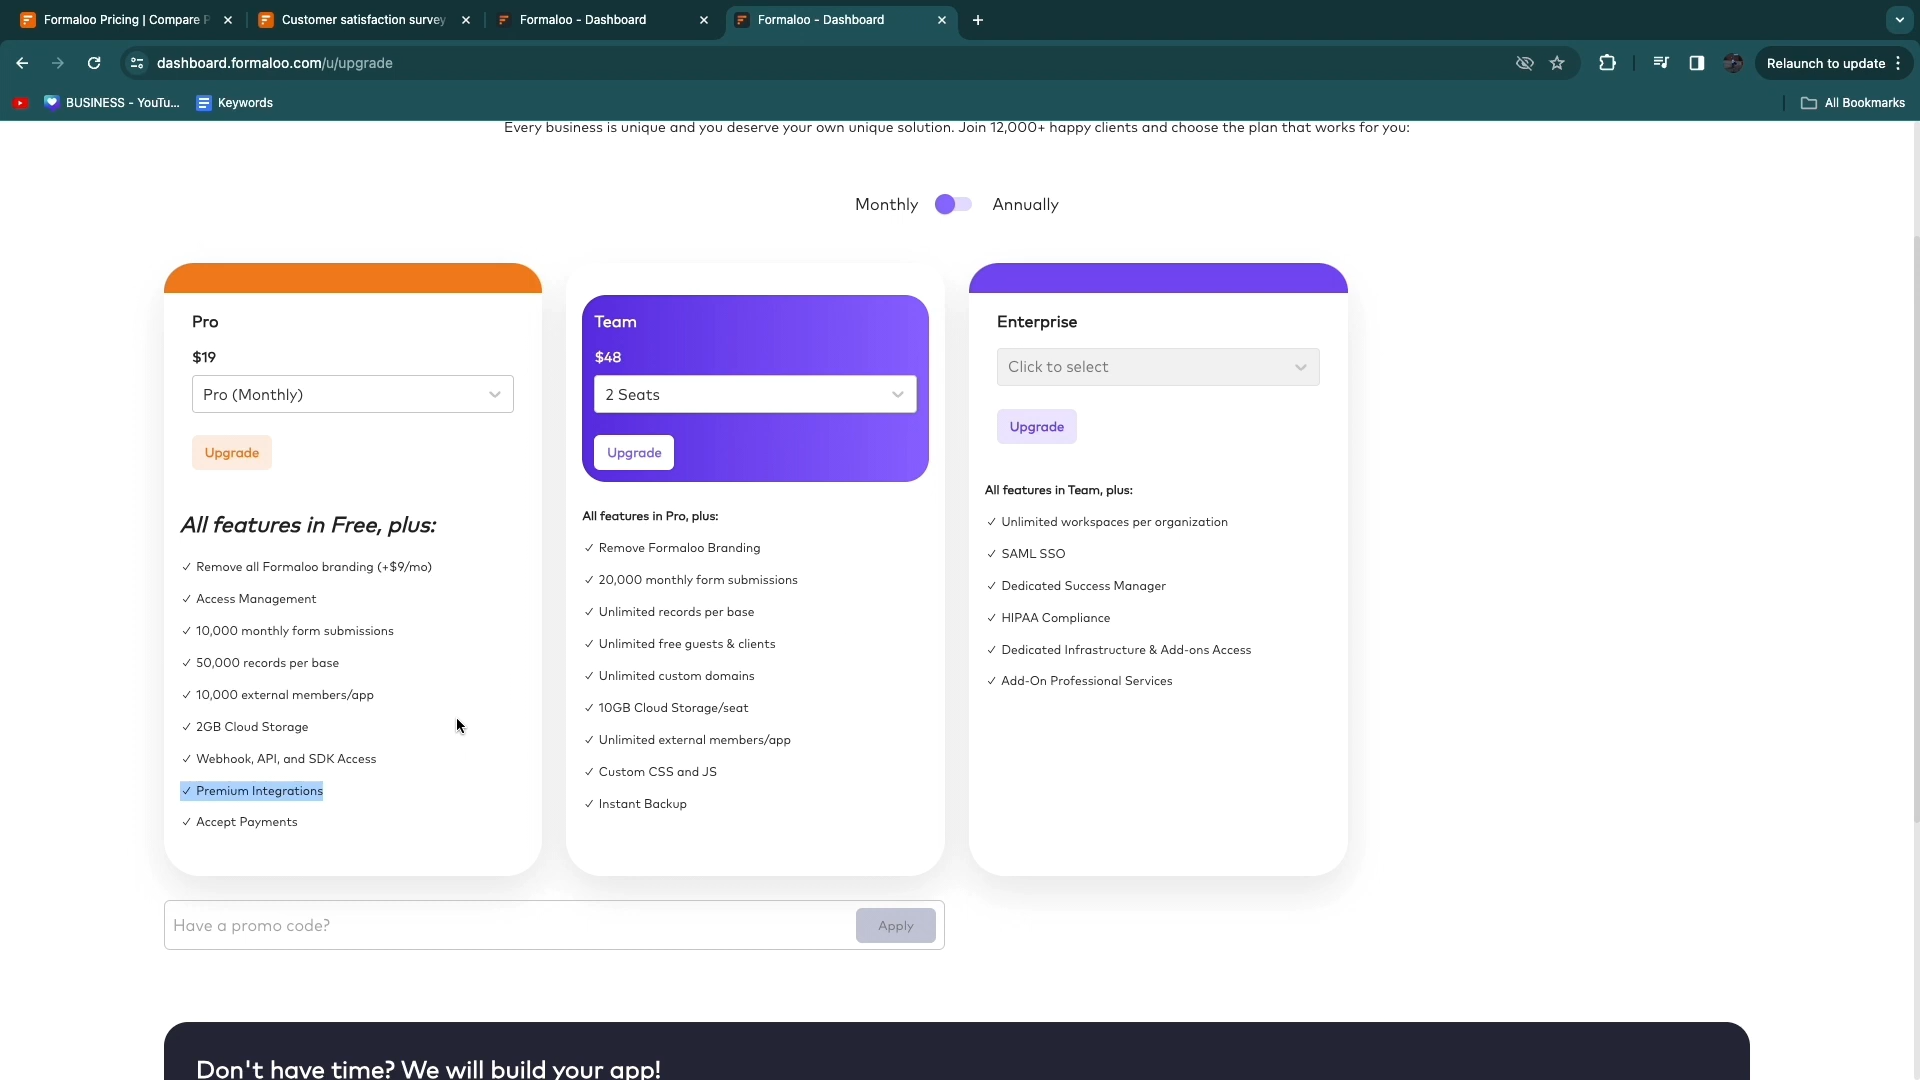 Formaloo Pricing | Compare P
Customer satisfaction survey
Formaloo - Dashboard
Formaloo - Dashboard
dashboard.formaloo.com/u/upgrade
Relaunch to update
BUSINESS - YouTu...
Keywords
All Bookmarks
Every business is unique and you deserve your own unique solution. Join 12,000+ happy clients and choose the plan that works for you:
Monthly
Annually
Pro
$19
Pro (Monthly)
Upgrade
All features in Free, plus:
✓ Remove all Formaloo branding (+$9/mo)
✓ Access Management
✓ 10,000 monthly form submissions
✓ 50,000 records per base
✓ 10,000 external members/app
✓ 2GB Cloud Storage
✓ Webhook, API, and SDK Access
✓ Premium Integrations
✓ Accept Payments
Team
$48
2 Seats
Upgrade
All features in Pro, plus:
✓ Remove Formaloo Branding
✓ 20,000 monthly form submissions
✓ Unlimited records per base
✓ Unlimited free guests & clients
✓ Unlimited custom domains
✓ 10GB Cloud Storage/seat
✓ Unlimited external members/app
✓ Custom CSS and JS
✓ Instant Backup
Enterprise
Click to select
Upgrade
All features in Team, plus:
✓ Unlimited workspaces per organization
✓ SAML SSO
✓ Dedicated Success Manager
✓ HIPAA Compliance
✓ Dedicated Infrastructure & Add-ons Access
✓ Add-On Professional Services
Have a promo code?
Apply
Don't have time? We will build your app!